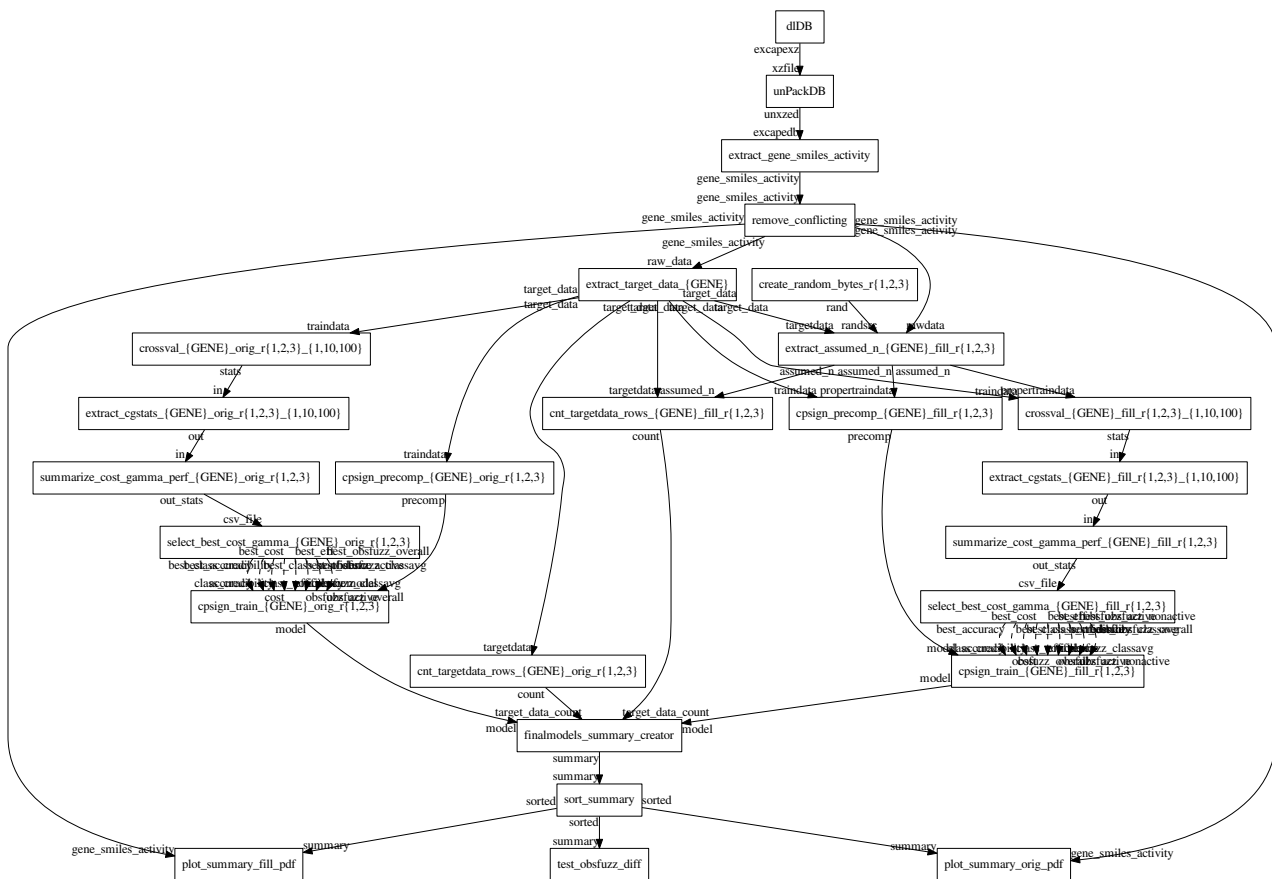 dlDB
excapexz
xzfile
unPackDB
unxzed
excapedb
extract_gene_smiles_activity
gene_smiles_activity
gene_smiles_activity
gene_smiles_activity remove_conflicting gene_smiles_activity
gene_smiles_activity
gene_smiles_activity
raw_data
target_data extract_target_data_{GENE} target_data create_random_bytes_r{1,2,3}
target_data target_data target_data rand
traindata targetdata randsrc rawdata
crossval_{GENE}_orig_r{1,2,3}_{1,10,100} extract_assumed_n_{GENE}_fill_r{1,2,3}
stats assumed_n assumed_n assumed_n
in targetdata assumed_n traindata propertraindata traindata propertraindata
extract_cgstats_{GENE}_orig_r{1,2,3}_{1,10,100} cnt_targetdata_rows_{GENE}_fill_r{1,2,3} cpsign_precomp_{GENE}_fill_r{1,2,3} crossval_{GENE}_fill_r{1,2,3}_{1,10,100}
out count precomp stats
in traindata in
summarize_cost_gamma_perf_{GENE}_orig_r{1,2,3} cpsign_precomp_{GENE}_orig_r{1,2,3} extract_cgstats_{GENE}_fill_r{1,2,3}_{1,10,100}
out_stats precomp out
csv_file in
select_best_cost_gamma_{GENE}_orig_r{1,2,3} summarize_cost_gamma_perf_{GENE}_fill_r{1,2,3}
best_cost best_obsfuzz_overall out_stats
csv_file
cpsign_train_{GENE}_orig_r{1,2,3} select_best_cost_gamma_{GENE}_fill_r{1,2,3}
model best_cost
best_accuracy
targetdata
cnt_targetdata_rows_{GENE}_orig_r{1,2,3} cpsign_train_{GENE}_fill_r{1,2,3}
count model
model target_data_count target_data_count model
finalmodels_summary_creator
summary
summary
sorted sort_summary sorted
sorted
gene_smiles_activity summary summary summary gene_smiles_activity
plot_summary_fill_pdf test_obsfuzz_diff plot_summary_orig_pdf